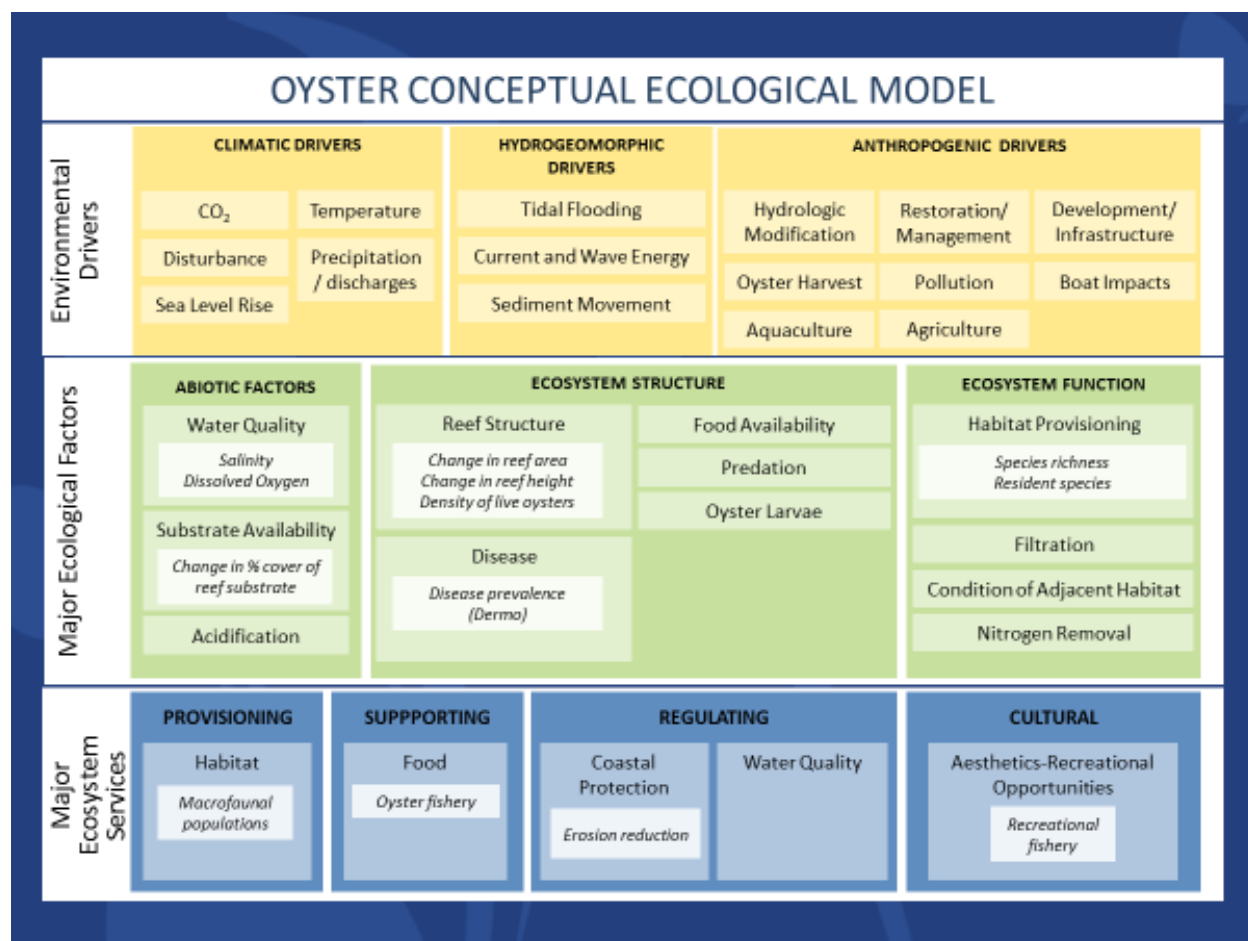 OYSTER CONCEPTUAL ECOLOGICAL MODEL
Environmental
Drivers
CLIMATIC DRIVERS
CO₂
Temperature
Disturbance
Precipitation
/ discharges
Sea Level Rise
HYDROGEOMORPHIC
DRIVERS
Tidal Flooding
Current and Wave Energy
Sediment Movement
ANTHROPOGENIC DRIVERS
Hydrologic
Modification
Restoration/
Management
Development/
Infrastructure
Oyster Harvest
Pollution
Boat Impacts
Aquaculture
Agriculture
Major Ecological Factors
ABIOTIC FACTORS
Water Quality
Salinity
Dissolved Oxygen
Substrate Availability
Change in % cover of
reef substrate
Acidification
ECOSYSTEM STRUCTURE
Reef Structure
Change in reef area
Change in reef height
Density of live oysters
Disease
Disease prevalence
(Dermo)
Food Availability
Predation
Oyster Larvae
ECOSYSTEM FUNCTION
Habitat Provisioning
Species richness
Resident species
Filtration
Condition of Adjacent Habitat
Nitrogen Removal
Major
Ecosystem
Services
PROVISIONING
Habitat
Macrofaunal
populations
SUPPPORTING
Food
Oyster fishery
REGULATING
Coastal
Protection
Erosion reduction
Water Quality
CULTURAL
Aesthetics-Recreational
Opportunities
Recreational
fishery